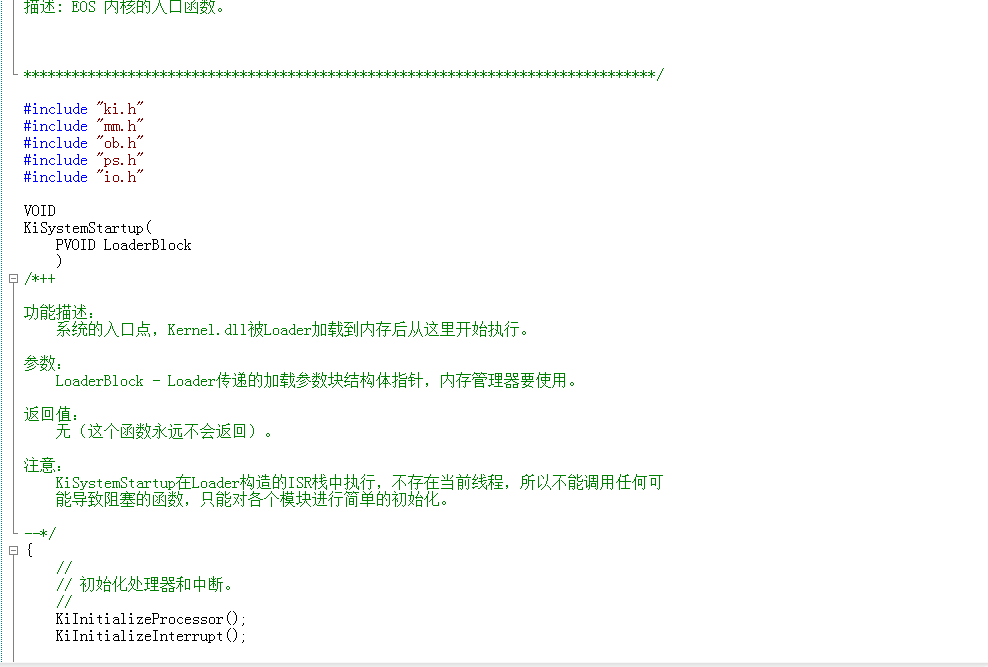 描述: EOS 内核的入口函数。
*******************************************************************************/
#include "ki.h"
#include "mm.h"
#include "ob.h"
#include "ps.h"
#include "io.h"
VOID
KiSystemStartup(
PVOID LoaderBlock
)
/*++
功能描述:
系统的入口点，Kernel.dll被Loader加载到内存后从这里开始执行。
参数:
LoaderBlock - Loader传递的加载参数块结构体指针，内存管理器要使用。
返回值:
无（这个函数永远不会返回）。
注意:
KiSystemStartup在Loader构造的ISR栈中执行，不存在当前线程，所以不能调用任何可
能导致阻塞的函数，只能对各个模块进行简单的初始化。
--*/
{
//
// 初始化处理器和中断。
//
KiInitializeProcessor();
KiInitializeInterrupt();